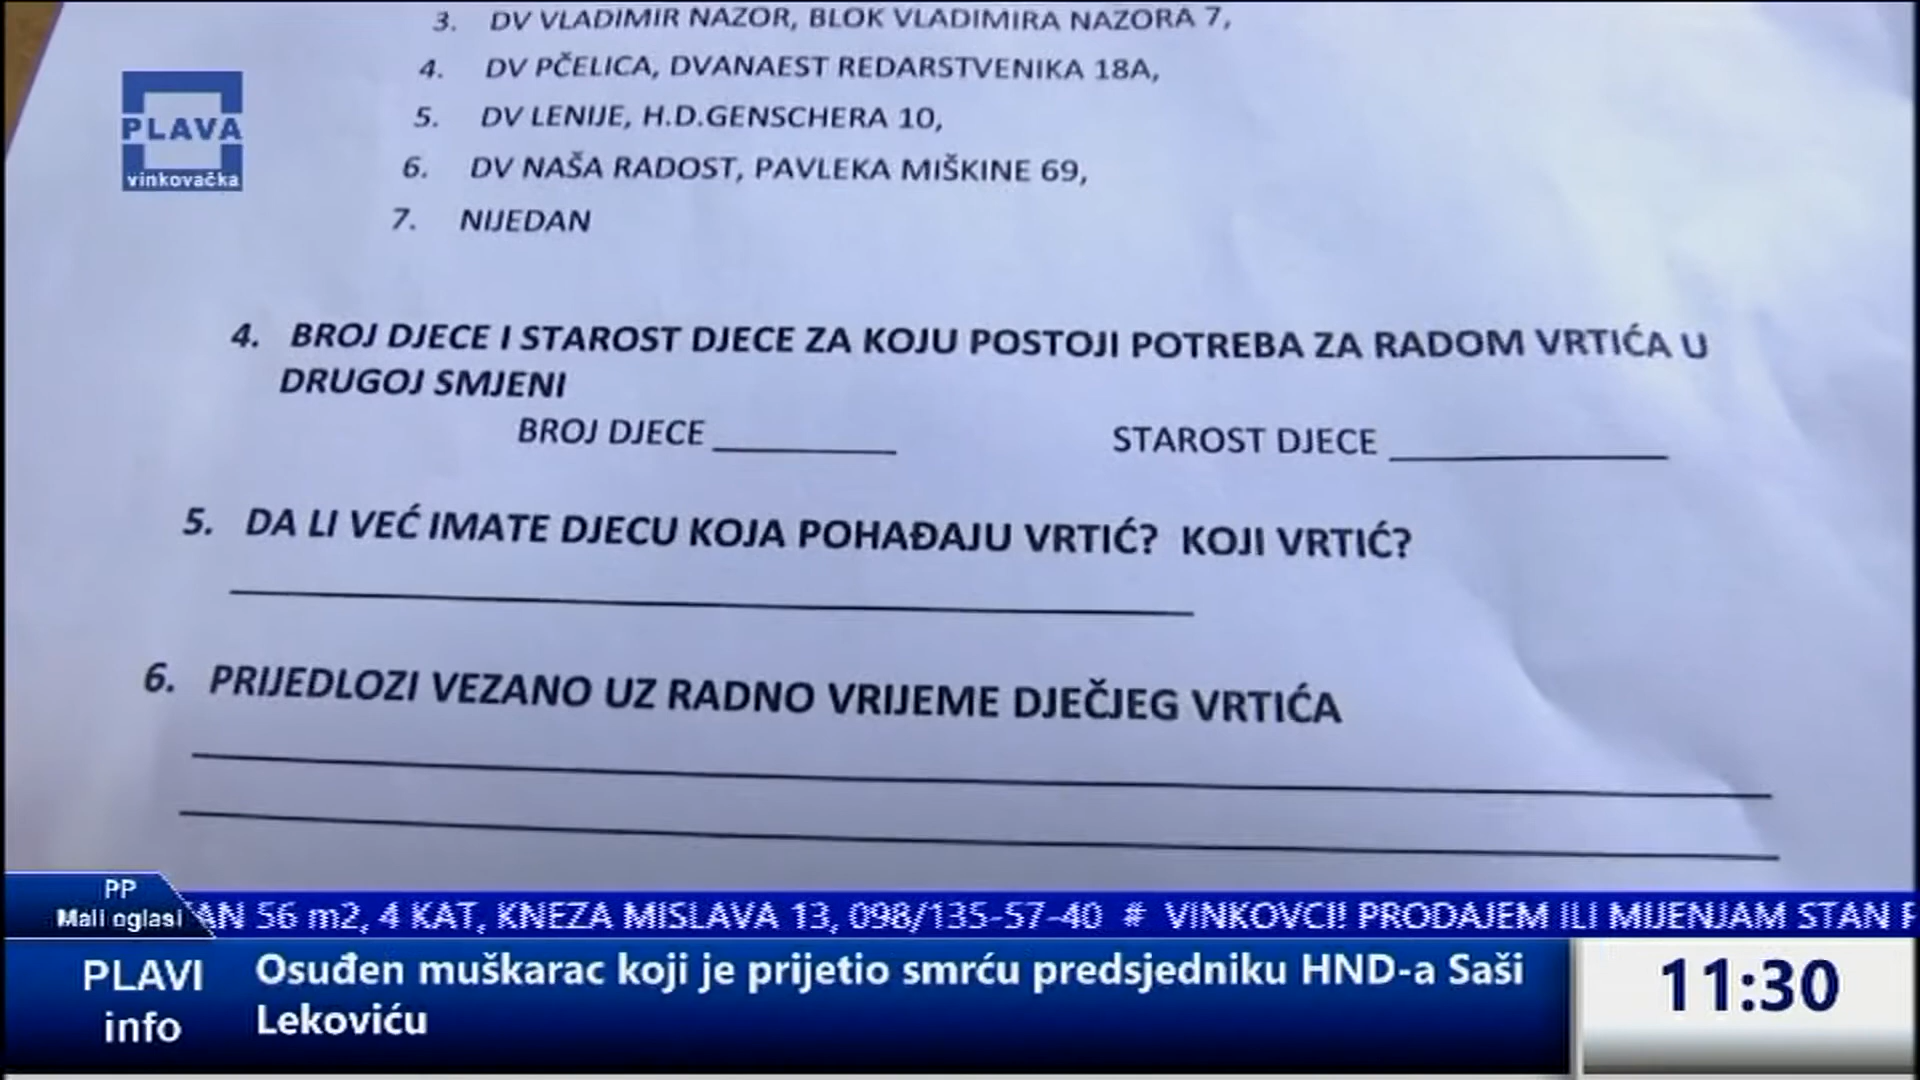 3. DV VLADIMIR NAZOR, BLOK VLADIMIRA NAZORA 7,
4. DV PČELICA, DVANAEST REDARSTVENIKA 18A,
5. DV LENIJE, H.D.GENSCHERA 10,
6. DV NAŠA RADOST, PAVLEKA MIŠKINE 69,
7. NIJEDAN
PLAVA
vinkovačka
4. BROJ DJECE I STAROST DJECE ZA KOJU POSTOJI POTREBA ZA RADOM VRTIĆA U
DRUGOJ SMJENI
BROJ DJECE __________ STAROST DJECE __________
5. DA LI VEĆ IMATE DJECU KOJA POHAĐAJU VRTIĆ? KOJI VRTIĆ?
6. PRIJEDLOZI VEZANO UZ RADNO VRIJEME DJEČJEG VRTIĆA
PP
Mali oglasi
AN 56 m2, 4 KAT, KNEZA MISLAVA 13, 098/135-57-40 # VINKOVCI! PRODAJEM ILI MIJENJAM STAN
PLAVI
info
Osuđen muškarac koji je prijetio smrću predsjedniku HND-a Saši
Lekoviću
11:30